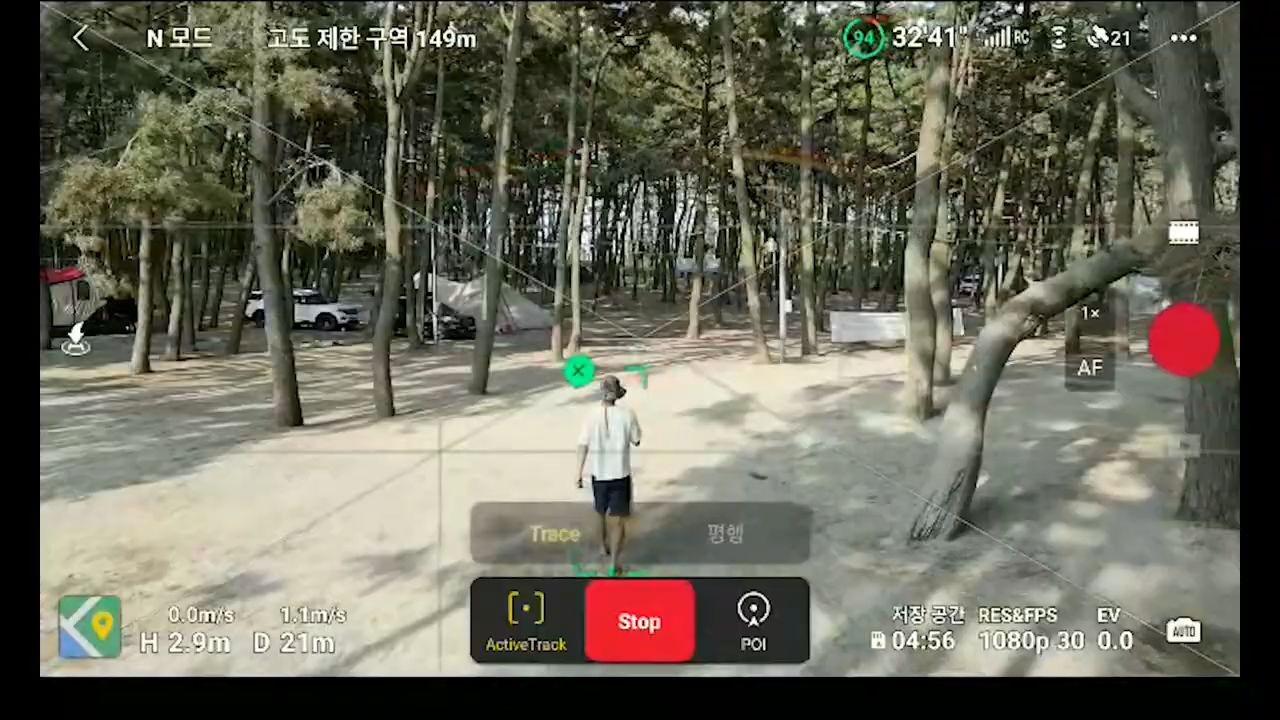 N 모드
고도 제한 구역 149m
94
32'41"
RC
21
1×
AF
Trace
평행
ActiveTrack
Stop
POI
0.0m/s
1.1m/s
H 2.9m
D 21m
저장 공간
RES&FPS
EV
04:56
1080p 30
0.0
AUTO